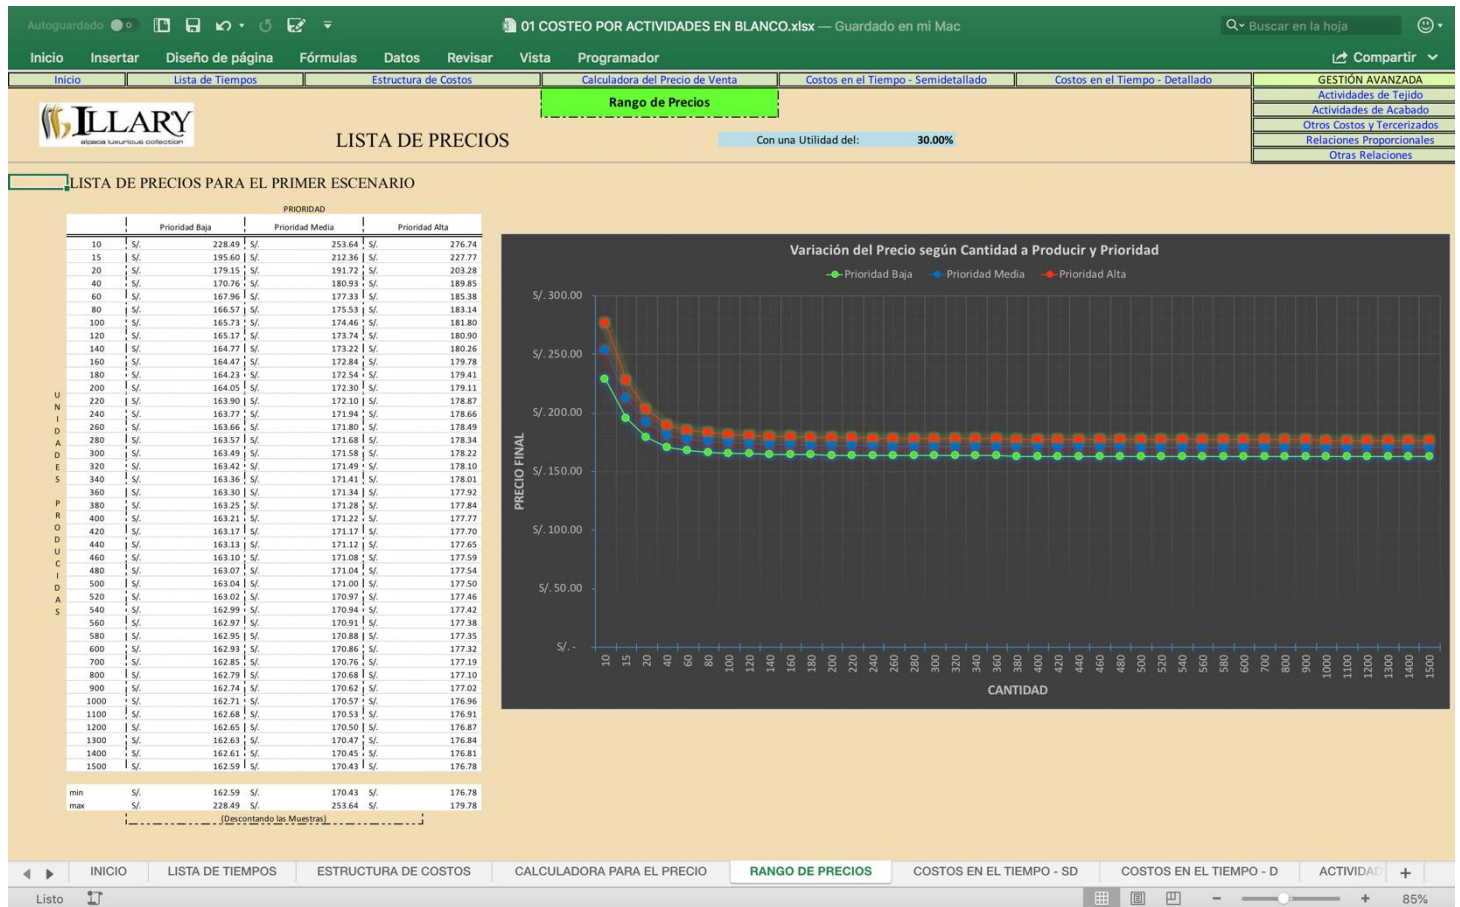 Autoguardado
01 COSTEO POR ACTIVIDADES EN BLANCO.xlsx — Guardado en mi Mac
Buscar en la hoja
Inicio Insertar Diseño de página Fórmulas Datos Revisar Vista Programador Compartir
Inicio Lista de Tiempos Estructura de Costos Calculadora del Precio de Venta Costos en el Tiempo - Semidetallado Costos en el Tiempo - Detallado GESTIÓN AVANZADA
Rango de Precios
Actividades de Tejido
Actividades de Acabado
Otros Costos y Tercerizados
Relaciones Proporcionales
Otras Relaciones
ILLARY
alpaca luxurious collection
LISTA DE PRECIOS
Con una Utilidad del: 30.00%
LISTA DE PRECIOS PARA EL PRIMER ESCENARIO
PRIORIDAD
Prioridad Baja Prioridad Media Prioridad Alta
UNIDADES PRODUCIDAS
10 S/. 228.49 S/. 253.64 S/. 276.74
15 S/. 195.60 S/. 212.36 S/. 227.77
20 S/. 179.15 S/. 191.72 S/. 203.28
40 S/. 170.76 S/. 180.93 S/. 189.85
60 S/. 167.96 S/. 177.33 S/. 185.38
80 S/. 166.57 S/. 175.53 S/. 183.14
100 S/. 165.73 S/. 174.46 S/. 181.80
120 S/. 165.17 S/. 173.74 S/. 180.90
140 S/. 164.77 S/. 173.22 S/. 180.26
160 S/. 164.47 S/. 172.84 S/. 179.78
180 S/. 164.23 S/. 172.54 S/. 179.41
200 S/. 164.05 S/. 172.30 S/. 179.11
220 S/. 163.90 S/. 172.10 S/. 178.87
240 S/. 163.77 S/. 171.94 S/. 178.66
260 S/. 163.66 S/. 171.80 S/. 178.49
280 S/. 163.57 S/. 171.68 S/. 178.34
300 S/. 163.49 S/. 171.58 S/. 178.22
320 S/. 163.42 S/. 171.49 S/. 178.10
340 S/. 163.36 S/. 171.41 S/. 178.01
360 S/. 163.30 S/. 171.34 S/. 177.92
380 S/. 163.25 S/. 171.28 S/. 177.84
400 S/. 163.21 S/. 171.22 S/. 177.77
420 S/. 163.17 S/. 171.17 S/. 177.70
440 S/. 163.13 S/. 171.12 S/. 177.65
460 S/. 163.10 S/. 171.08 S/. 177.59
480 S/. 163.07 S/. 171.04 S/. 177.54
500 S/. 163.04 S/. 171.00 S/. 177.50
520 S/. 163.02 S/. 170.97 S/. 177.46
540 S/. 162.99 S/. 170.94 S/. 177.42
560 S/. 162.97 S/. 170.91 S/. 177.38
580 S/. 162.95 S/. 170.88 S/. 177.35
600 S/. 162.93 S/. 170.86 S/. 177.32
700 S/. 162.85 S/. 170.76 S/. 177.19
800 S/. 162.79 S/. 170.68 S/. 177.10
900 S/. 162.74 S/. 170.62 S/. 177.02
1000 S/. 162.71 S/. 170.57 S/. 176.96
1100 S/. 162.68 S/. 170.53 S/. 176.91
1200 S/. 162.65 S/. 170.50 S/. 176.87
1300 S/. 162.63 S/. 170.47 S/. 176.84
1400 S/. 162.61 S/. 170.45 S/. 176.81
1500 S/. 162.59 S/. 170.43 S/. 176.78
min S/. 162.59 S/. 170.43 S/. 176.78
max S/. 228.49 S/. 253.64 S/. 179.78
(Descontando las Muestras)
Variación del Precio según Cantidad a Producir y Prioridad
Prioridad Baja Prioridad Media Prioridad Alta
PRECIO FINAL
S/. 300.00
S/. 250.00
S/. 200.00
S/. 150.00
S/. 100.00
S/. 50.00
S/. -
10 15 20 40 60 80 100 120 140 160 180 200 220 240 260 280 300 320 340 360 380 400 420 440 460 480 500 520 540 560 580 600 700 800 900 1000 1100 1200 1300 1400 1500
CANTIDAD
INICIO LISTA DE TIEMPOS ESTRUCTURA DE COSTOS CALCULADORA PARA EL PRECIO RANGO DE PRECIOS COSTOS EN EL TIEMPO - SD COSTOS EN EL TIEMPO - D ACTIVIDAD
Listo 85%